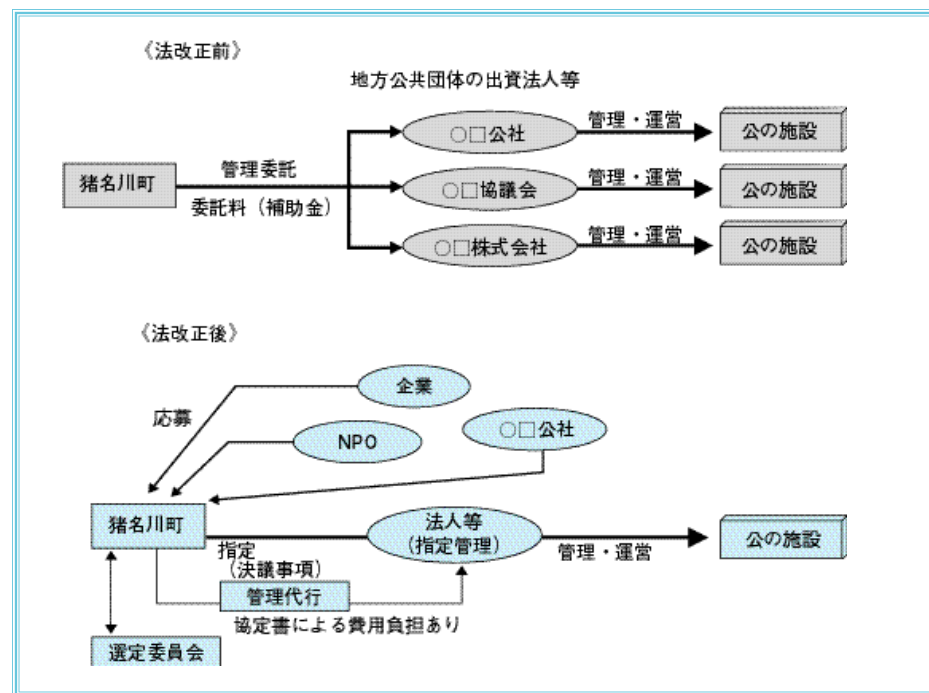 《法改正前》
地方公共団体の出資法人等
○□公社
管理・運営
公の施設
猪名川町
管理委託
委託料（補助金）
○□協議会
管理・運営
公の施設
○□株式会社
管理・運営
公の施設
《法改正後》
企業
応募
NPO
○□公社
猪名川町
指定
（決議事項）
法人等
（指定管理）
管理・運営
公の施設
管理代行
協定書による費用負担あり
選定委員会